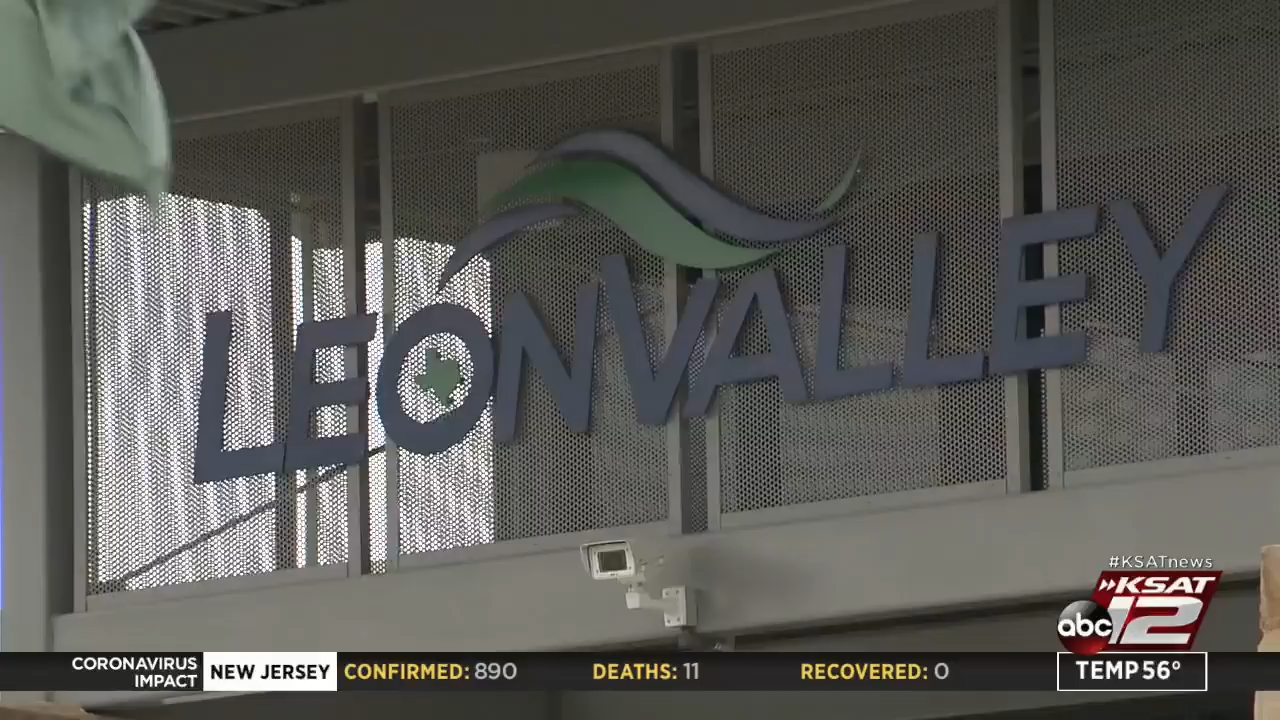 LEONVALLEY
#KSATnews
KSAT
abc 12
CORONAVIRUS IMPACT
NEW JERSEY
CONFIRMED: 890
DEATHS: 11
RECOVERED: 0
TEMP 56°